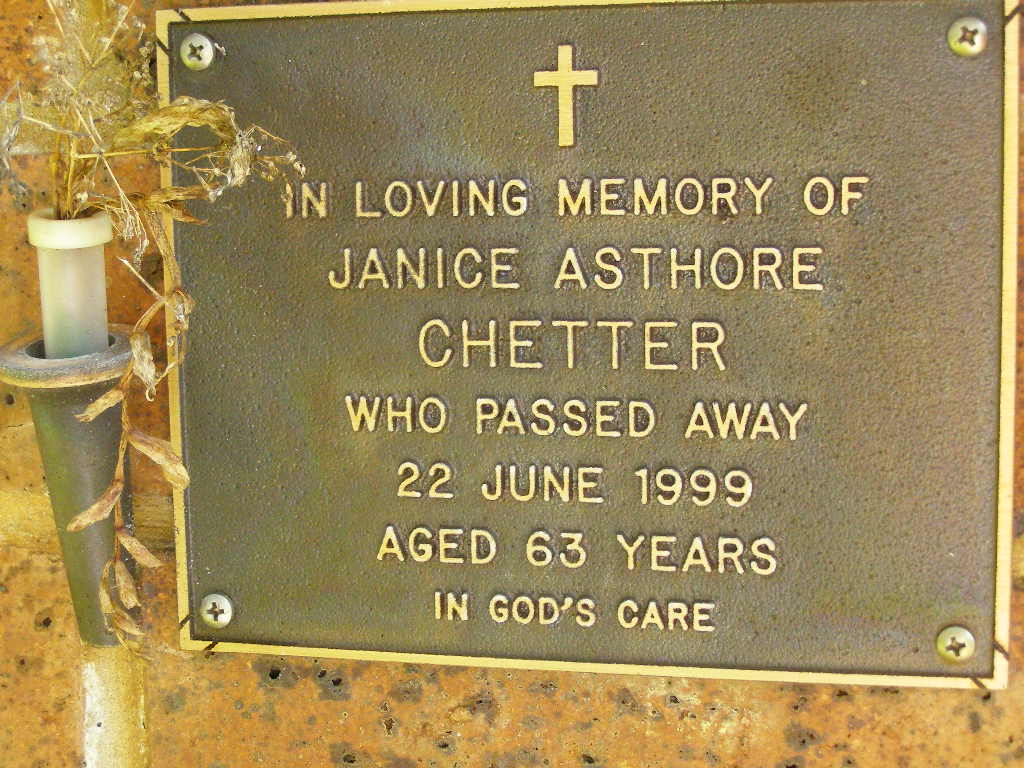 IN LOVING MEMORY OF
JANICE ASTHORE
CHETTER
WHO PASSED AWAY
22 JUNE 1999
AGED 63 YEARS
IN GOD'S CARE